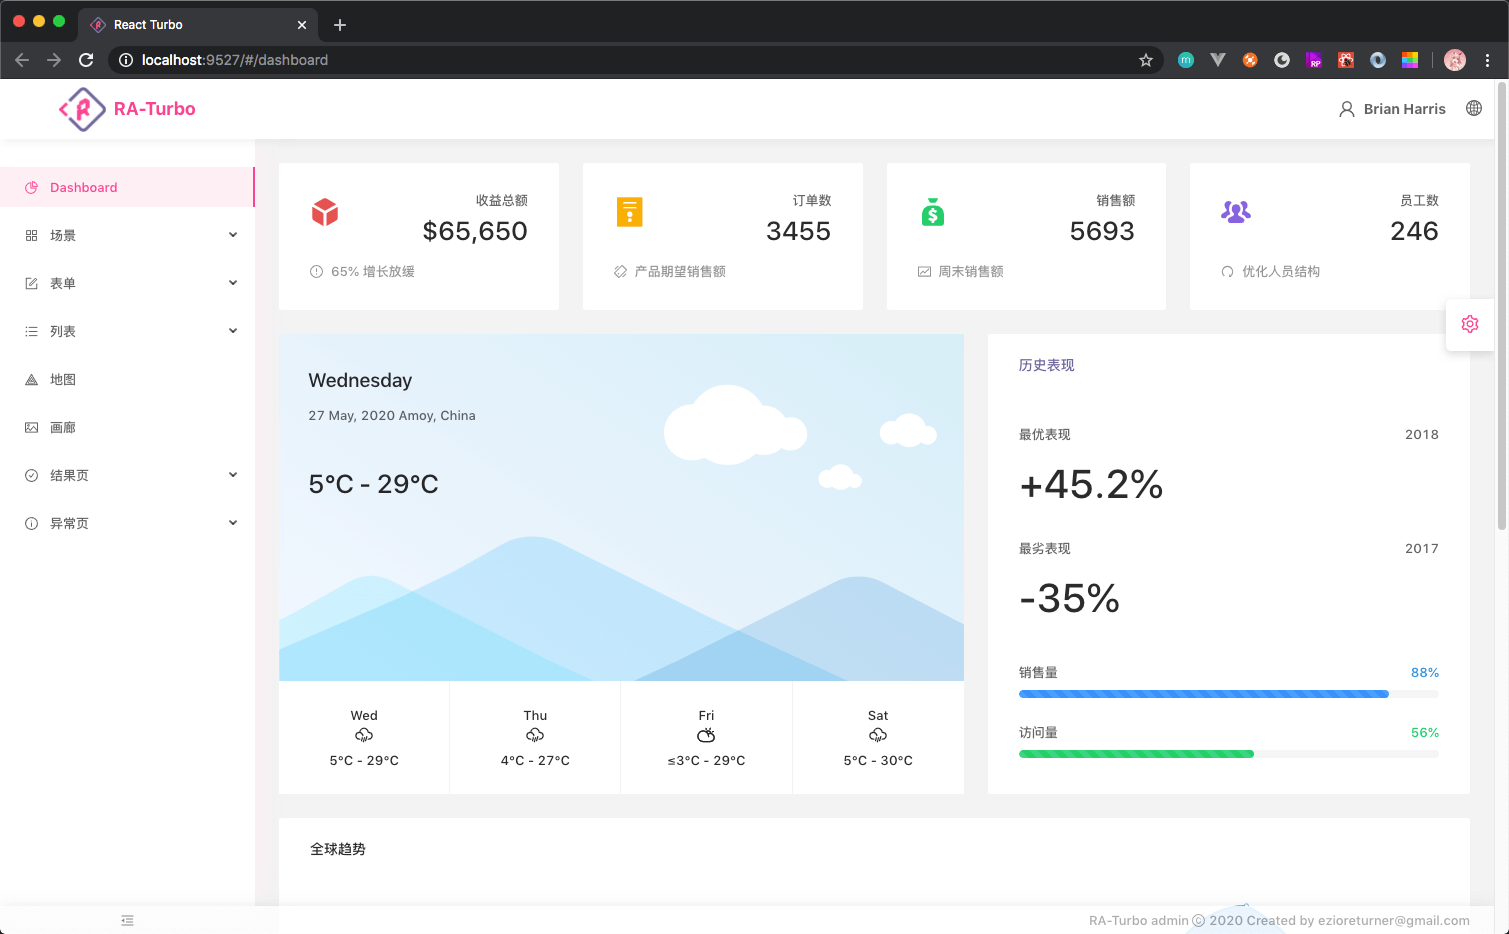 React Turbo
localhost:9527/#/dashboard
RA-Turbo
Brian Harris
Dashboard
场景
表单
列表
地图
画廊
结果页
异常页
收益总额
$65,650
65% 增长放缓
订单数
3455
产品期望销售额
销售额
5693
周末销售额
员工数
246
优化人员结构
Wednesday
27 May, 2020 Amoy, China
5°C - 29°C
Wed
5°C - 29°C
Thu
4°C - 27°C
Fri
≤3°C - 29°C
Sat
5°C - 30°C
历史表现
最优表现 2018
+45.2%
最劣表现 2017
-35%
销售量 88%
访问量 56%
全球趋势
RA-Turbo admin © 2020 Created by ezioreturner@gmail.com